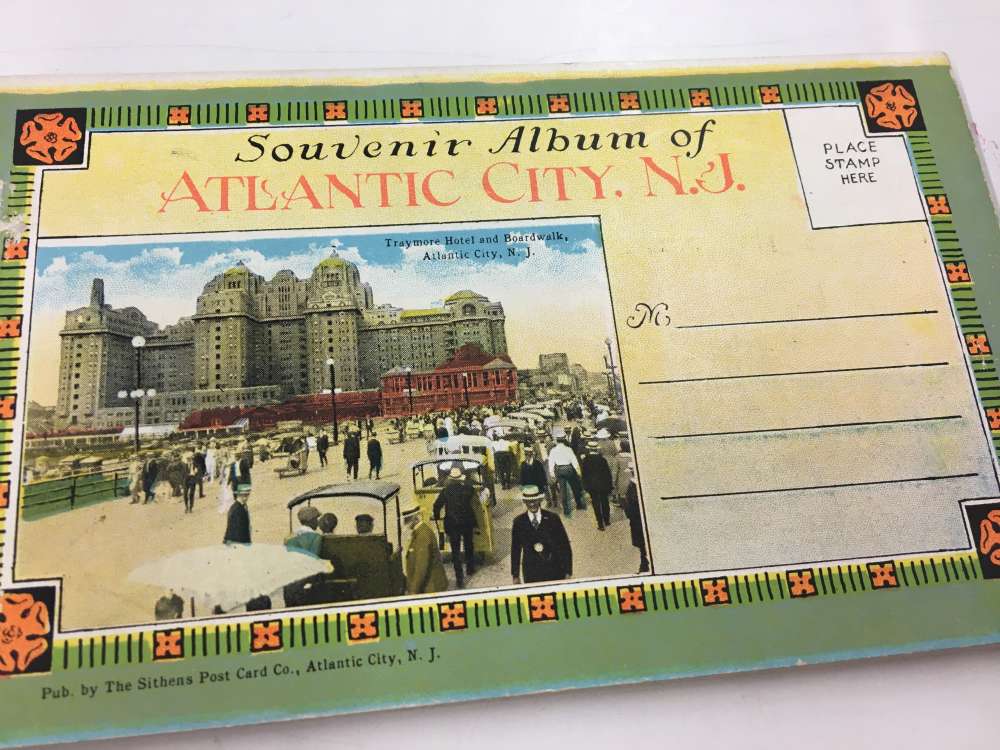 Souvenir Album of
ATLANTIC CITY, N.J.
PLACE
STAMP
HERE
Traymore Hotel and Boardwalk,
Atlantic City, N. J.
M
Pub. by The Sithens Post Card Co., Atlantic City, N. J.